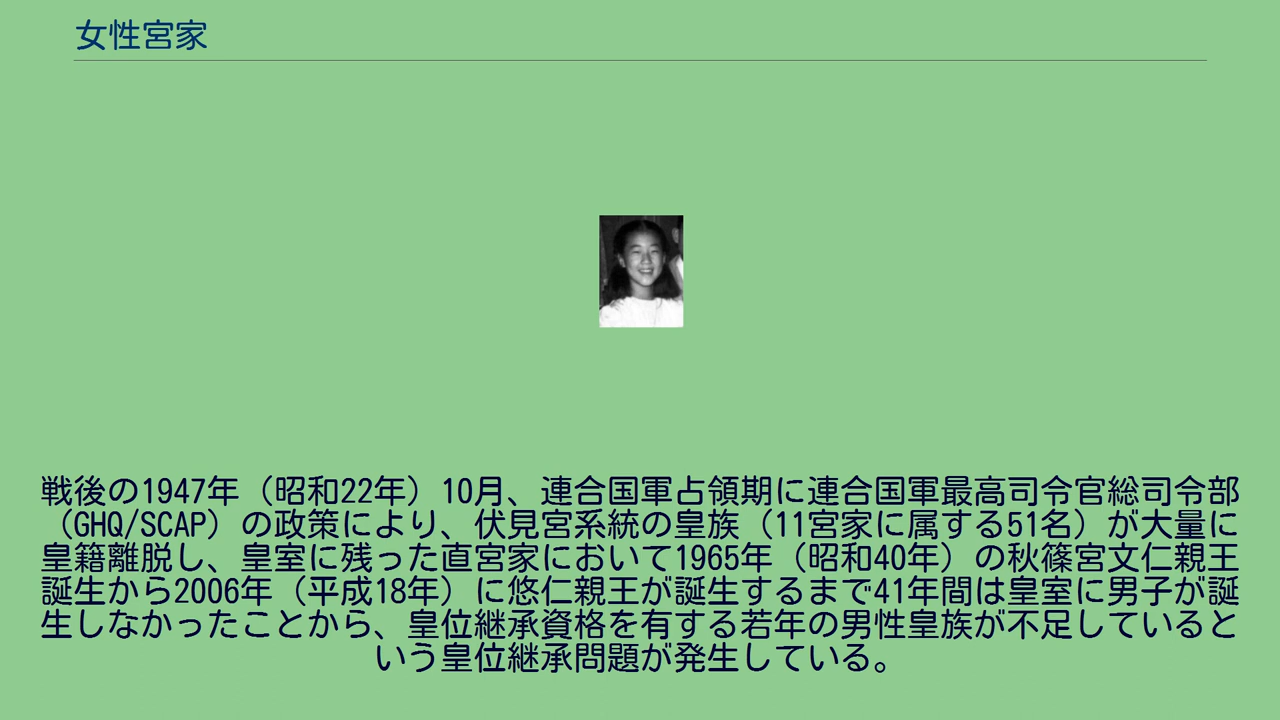 女性宮家
戦後の1947年（昭和22年）10月、連合国軍占領期に連合国軍最高司令官総司令部
（GHQ/SCAP）の政策により、伏見宮系統の皇族（11宮家に属する51名）が大量に
皇籍離脱し、皇室に残った直宮家において1965年（昭和40年）の秋篠宮文仁親王
誕生から2006年（平成18年）に悠仁親王が誕生するまで41年間は皇室に男子が誕
生しなかったことから、皇位継承資格を有する若年の男性皇族が不足していると
いう皇位継承問題が発生している。